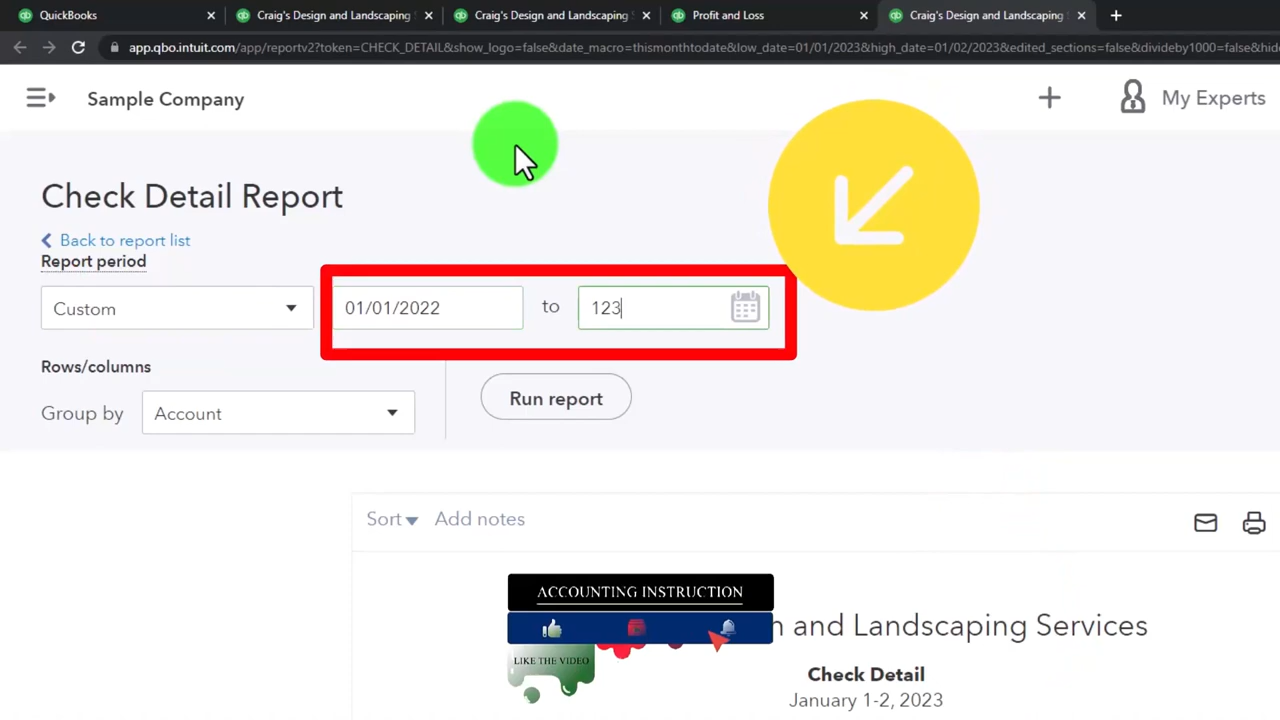 QuickBooks
Craig's Design and Landscaping
Craig's Design and Landscaping
Profit and Loss
Craig's Design and Landscaping
app.qbo.intuit.com/app/reportv2?token=CHECK_DETAIL&show_logo=false&date_macro=thismonthtodate&low_date=01/01/2023&high_date=01/02/2023&edited_sections=false&divideby1000=false&hid
Sample Company
My Experts
Check Detail Report
Back to report list
Report period
Custom
01/01/2022 to 123
Rows/columns
Group by Account
Run report
Sort Add notes
ACCOUNTING INSTRUCTION
n and Landscaping Services
LIKE THE VIDEO
Check Detail
January 1-2, 2023